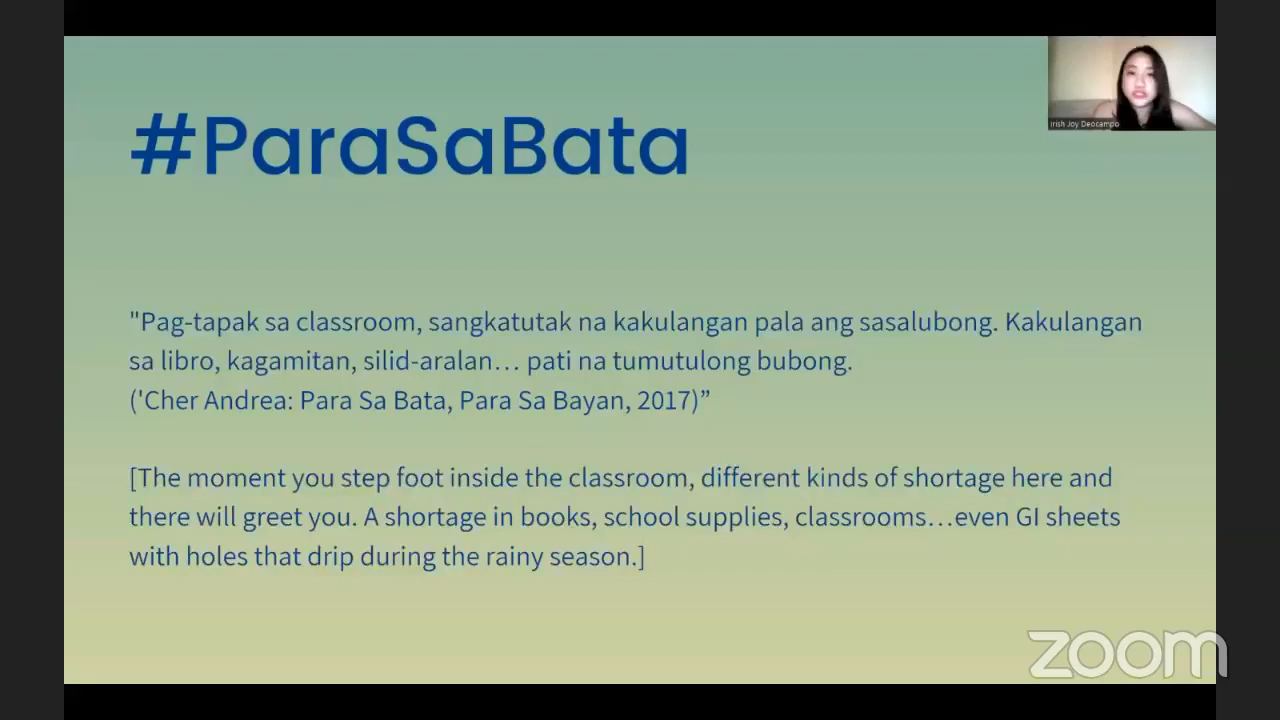 #ParaSaBata
Irish Joy Deocampo
"Pag-tapak sa classroom, sangkatutak na kakulangan pala ang sasalubong. Kakulangan
sa libro, kagamitan, silid-aralan… pati na tumutulong bubong.
('Cher Andrea: Para Sa Bata, Para Sa Bayan, 2017)”
[The moment you step foot inside the classroom, different kinds of shortage here and
there will greet you. A shortage in books, school supplies, classrooms…even GI sheets
with holes that drip during the rainy season.]
zoom